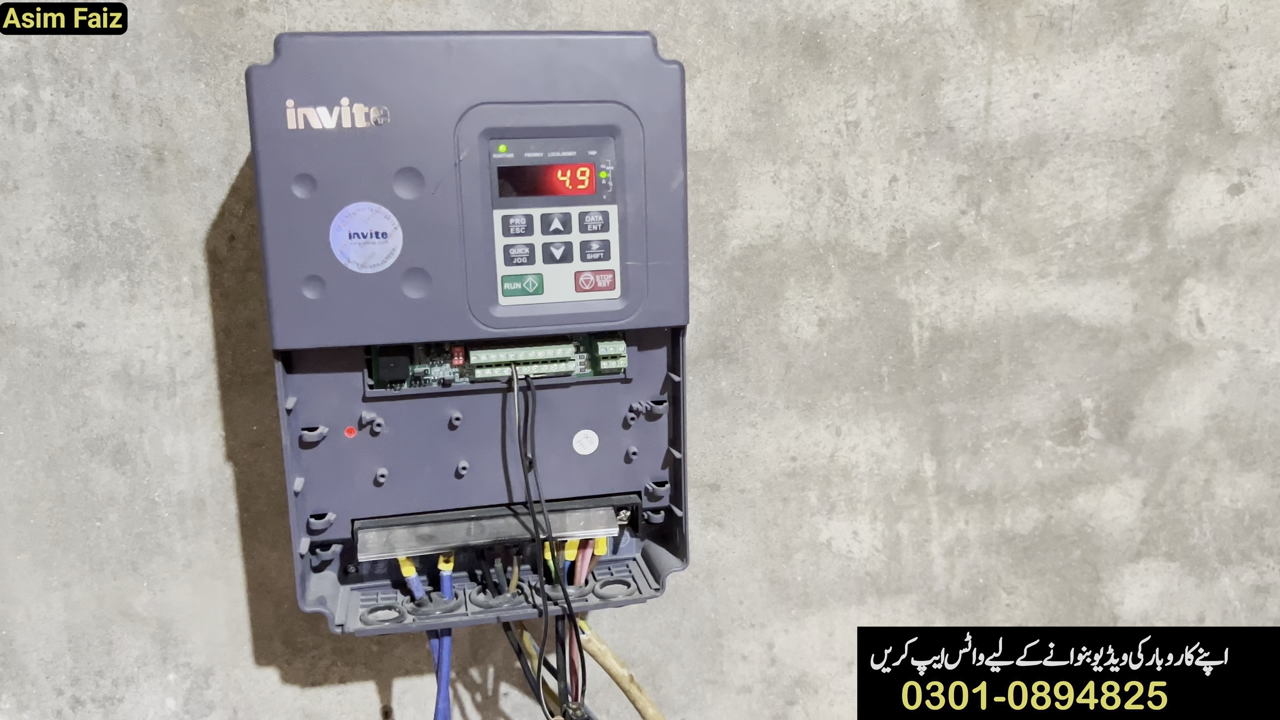 Asim Faiz
invite
invite
4.9
PRG
ESC
DATA
ENT
QUICK
JOG
SHIFT
RUN
STOP
RST
اپنے کاروبار کی ویڈیو بنوانے کے لیے واٹس ایپ کریں
0301-0894825